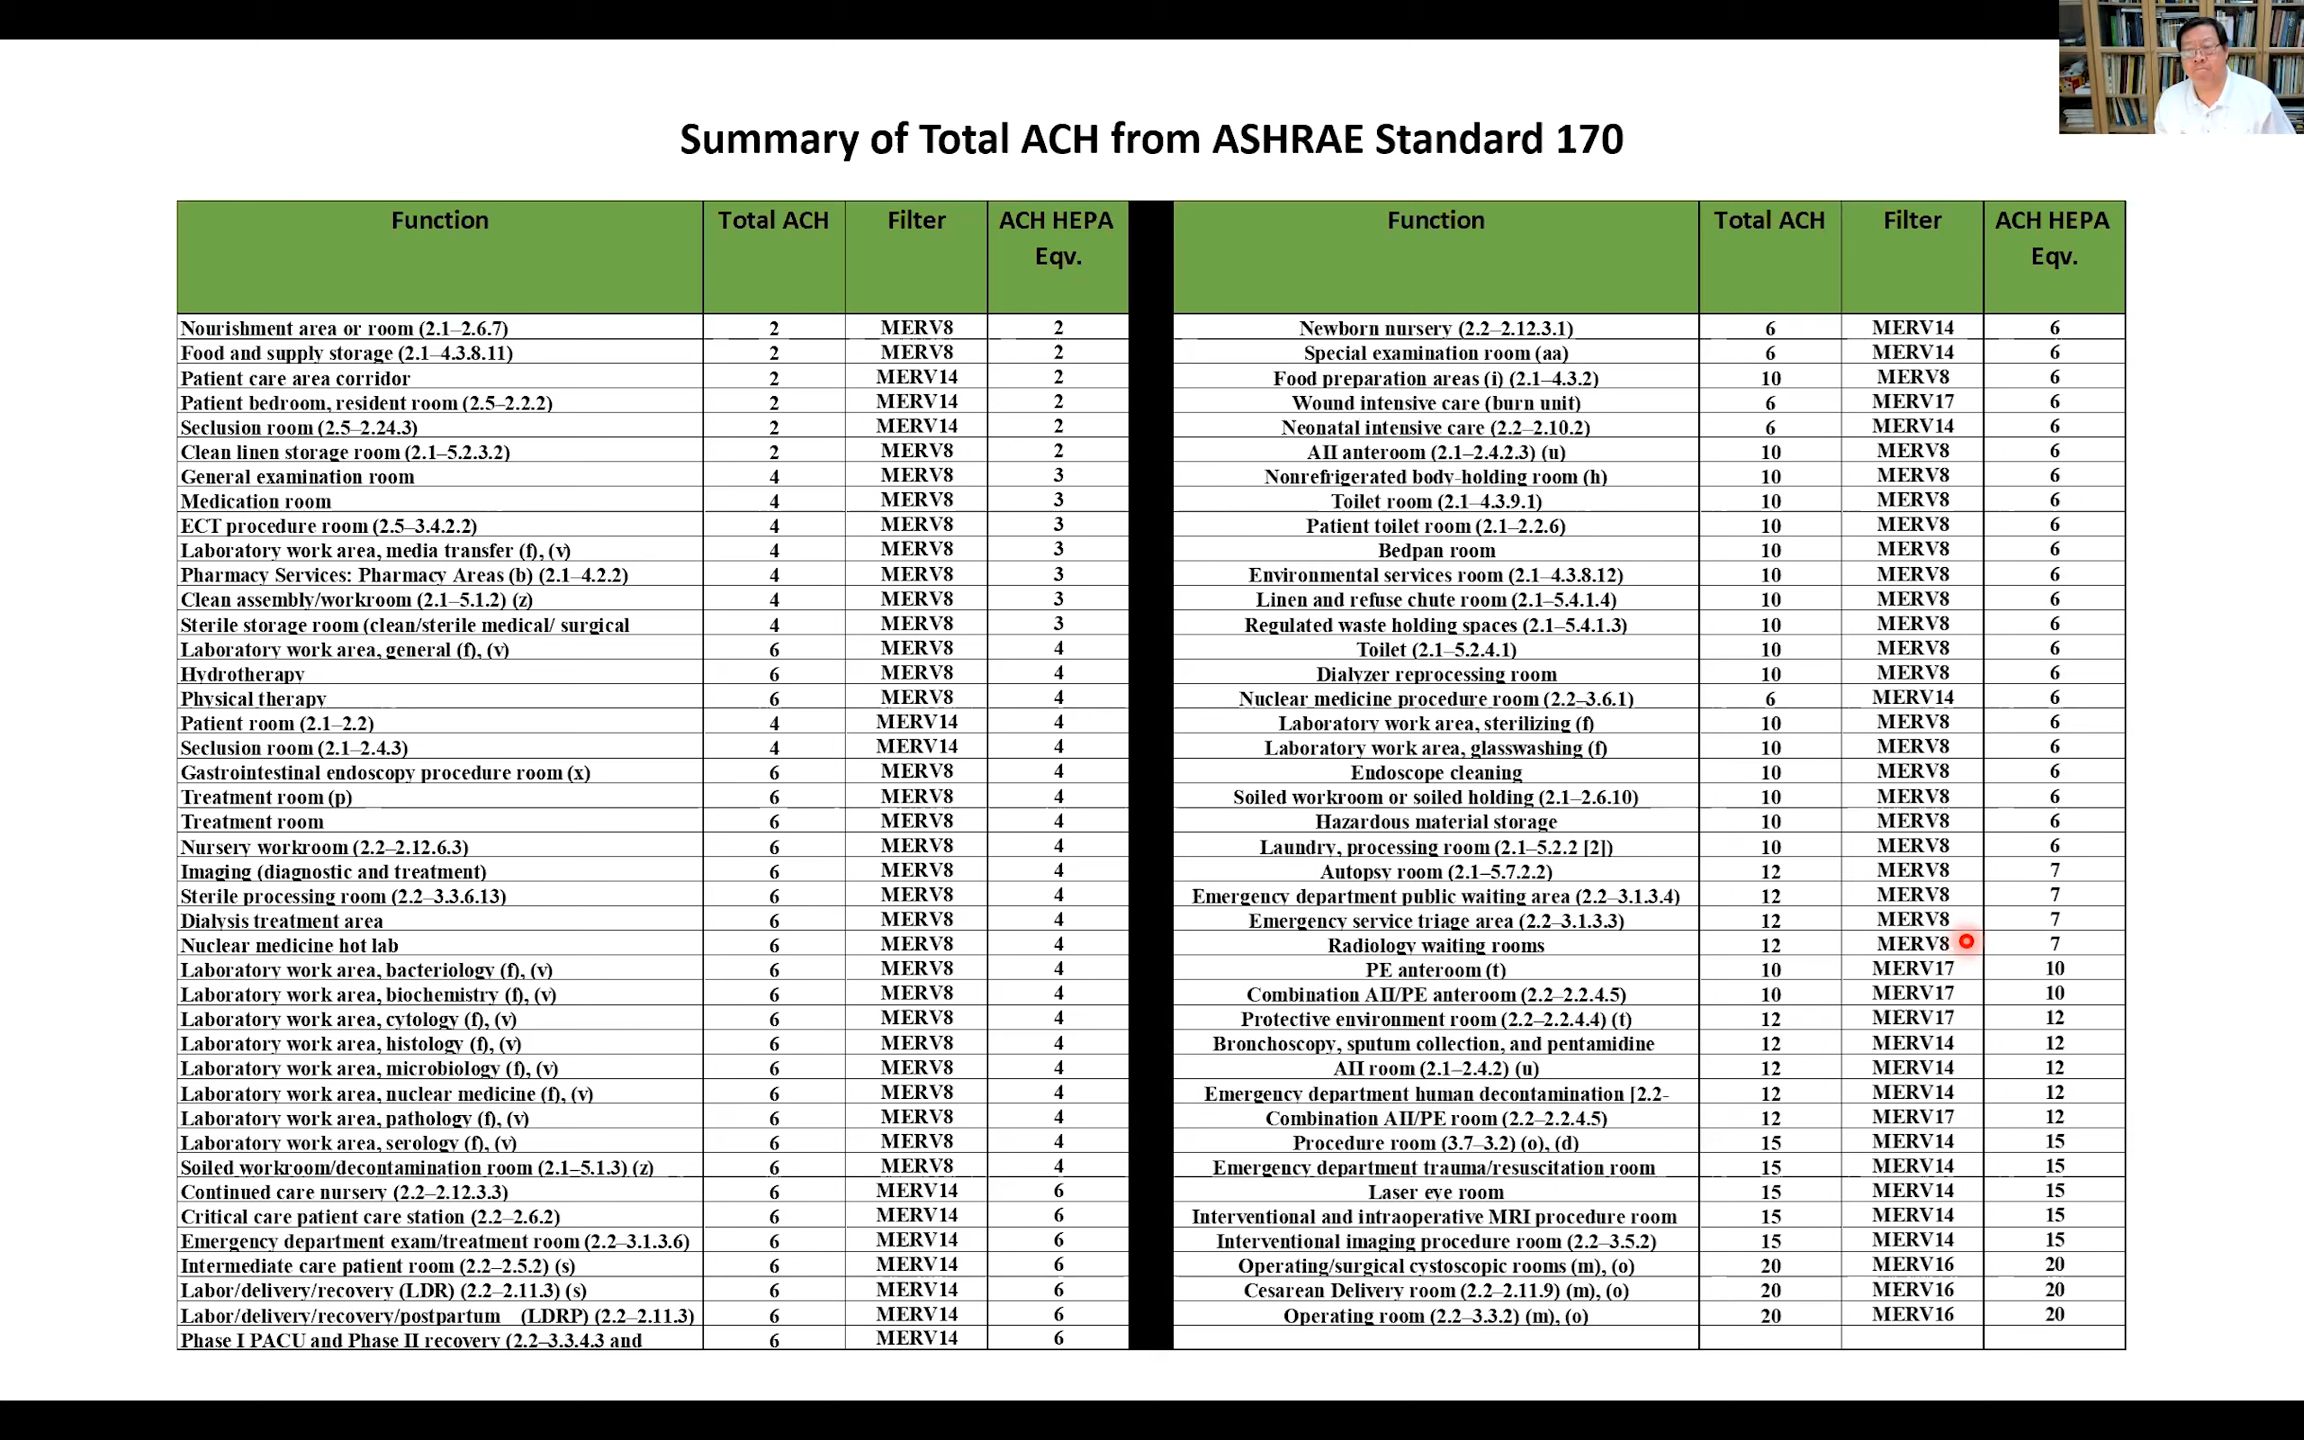 Summary of Total ACH from ASHRAE Standard 170
Function Total ACH Filter ACH HEPA Eqv.
Nourishment area or room (2.1–2.6.7) 2 MERV8 2
Food and supply storage (2.1–4.3.8.11) 2 MERV8 2
Patient care area corridor 2 MERV14 2
Patient bedroom, resident room (2.5–2.2.2) 2 MERV14 2
Seclusion room (2.5–2.24.3) 2 MERV14 2
Clean linen storage room (2.1–5.2.3.2) 2 MERV8 2
General examination room 4 MERV8 3
Medication room 4 MERV8 3
ECT procedure room (2.5–3.4.2.2) 4 MERV8 3
Laboratory work area, media transfer (f), (v) 4 MERV8 3
Pharmacy Services: Pharmacy Areas (b) (2.1–4.2.2) 4 MERV8 3
Clean assembly/workroom (2.1–5.1.2) (z) 4 MERV8 3
Sterile storage room (clean/sterile medical/ surgical 4 MERV8 3
Laboratory work area, general (f), (v) 6 MERV8 4
Hydrotherapy 6 MERV8 4
Physical therapy 6 MERV8 4
Patient room (2.1–2.2) 4 MERV14 4
Seclusion room (2.1–2.4.3) 4 MERV14 4
Gastrointestinal endoscopy procedure room (x) 6 MERV8 4
Treatment room (p) 6 MERV8 4
Treatment room 6 MERV8 4
Nursery workroom (2.2–2.12.6.3) 6 MERV8 4
Imaging (diagnostic and treatment) 6 MERV8 4
Sterile processing room (2.2–3.3.6.13) 6 MERV8 4
Dialysis treatment area 6 MERV8 4
Nuclear medicine hot lab 6 MERV8 4
Laboratory work area, bacteriology (f), (v) 6 MERV8 4
Laboratory work area, biochemistry (f), (v) 6 MERV8 4
Laboratory work area, cytology (f), (v) 6 MERV8 4
Laboratory work area, histology (f), (v) 6 MERV8 4
Laboratory work area, microbiology (f), (v) 6 MERV8 4
Laboratory work area, nuclear medicine (f), (v) 6 MERV8 4
Laboratory work area, pathology (f), (v) 6 MERV8 4
Laboratory work area, serology (f), (v) 6 MERV8 4
Soiled workroom/decontamination room (2.1–5.1.3) (z) 6 MERV8 4
Continued care nursery (2.2–2.12.3.3) 6 MERV14 6
Critical care patient care station (2.2–2.6.2) 6 MERV14 6
Emergency department exam/treatment room (2.2–3.1.3.6) 6 MERV14 6
Intermediate care patient room (2.2–2.5.2) (s) 6 MERV14 6
Labor/delivery/recovery (LDR) (2.2–2.11.3) (s) 6 MERV14 6
Labor/delivery/recovery/postpartum (LDRP) (2.2–2.11.3) 6 MERV14 6
Phase I PACU and Phase II recovery (2.2–3.3.4.3 and 6 MERV14 6
Function Total ACH Filter ACH HEPA Eqv.
Newborn nursery (2.2–2.12.3.1) 6 MERV14 6
Special examination room (aa) 6 MERV14 6
Food preparation areas (i) (2.1–4.3.2) 10 MERV8 6
Wound intensive care (burn unit) 6 MERV17 6
Neonatal intensive care (2.2–2.10.2) 6 MERV14 6
AII anteroom (2.1–2.4.2.3) (u) 10 MERV8 6
Nonrefrigerated body-holding room (h) 10 MERV8 6
Toilet room (2.1–4.3.9.1) 10 MERV8 6
Patient toilet room (2.1–2.2.6) 10 MERV8 6
Bedpan room 10 MERV8 6
Environmental services room (2.1–4.3.8.12) 10 MERV8 6
Linen and refuse chute room (2.1–5.4.1.4) 10 MERV8 6
Regulated waste holding spaces (2.1–5.4.1.3) 10 MERV8 6
Toilet (2.1–5.2.4.1) 10 MERV8 6
Dialyzer reprocessing room 10 MERV8 6
Nuclear medicine procedure room (2.2–3.6.1) 6 MERV14 6
Laboratory work area, sterilizing (f) 10 MERV8 6
Laboratory work area, glasswashing (f) 10 MERV8 6
Endoscope cleaning 10 MERV8 6
Soiled workroom or soiled holding (2.1–2.6.10) 10 MERV8 6
Hazardous material storage 10 MERV8 6
Laundry, processing room (2.1–5.2.2 [2]) 10 MERV8 6
Autopsy room (2.1–5.7.2.2) 12 MERV8 7
Emergency department public waiting area (2.2–3.1.3.4) 12 MERV8 7
Emergency service triage area (2.2–3.1.3.3) 12 MERV8 7
Radiology waiting rooms 12 MERV8 7
PE anteroom (t) 10 MERV17 10
Combination AII/PE anteroom (2.2–2.2.4.5) 10 MERV17 10
Protective environment room (2.2–2.2.4.4) (t) 12 MERV17 12
Bronchoscopy, sputum collection, and pentamidine 12 MERV14 12
AII room (2.1–2.4.2) (u) 12 MERV14 12
Emergency department human decontamination [2.2- 12 MERV14 12
Combination AII/PE room (2.2–2.2.4.5) 12 MERV17 12
Procedure room (3.7–3.2) (o), (d) 15 MERV14 15
Emergency department trauma/resuscitation room 15 MERV14 15
Laser eye room 15 MERV14 15
Interventional and intraoperative MRI procedure room 15 MERV14 15
Interventional imaging procedure room (2.2–3.5.2) 15 MERV14 15
Operating/surgical cystoscopic rooms (m), (o) 20 MERV16 20
Cesarean Delivery room (2.2–2.11.9) (m), (o) 20 MERV16 20
Operating room (2.2–3.3.2) (m), (o) 20 MERV16 20